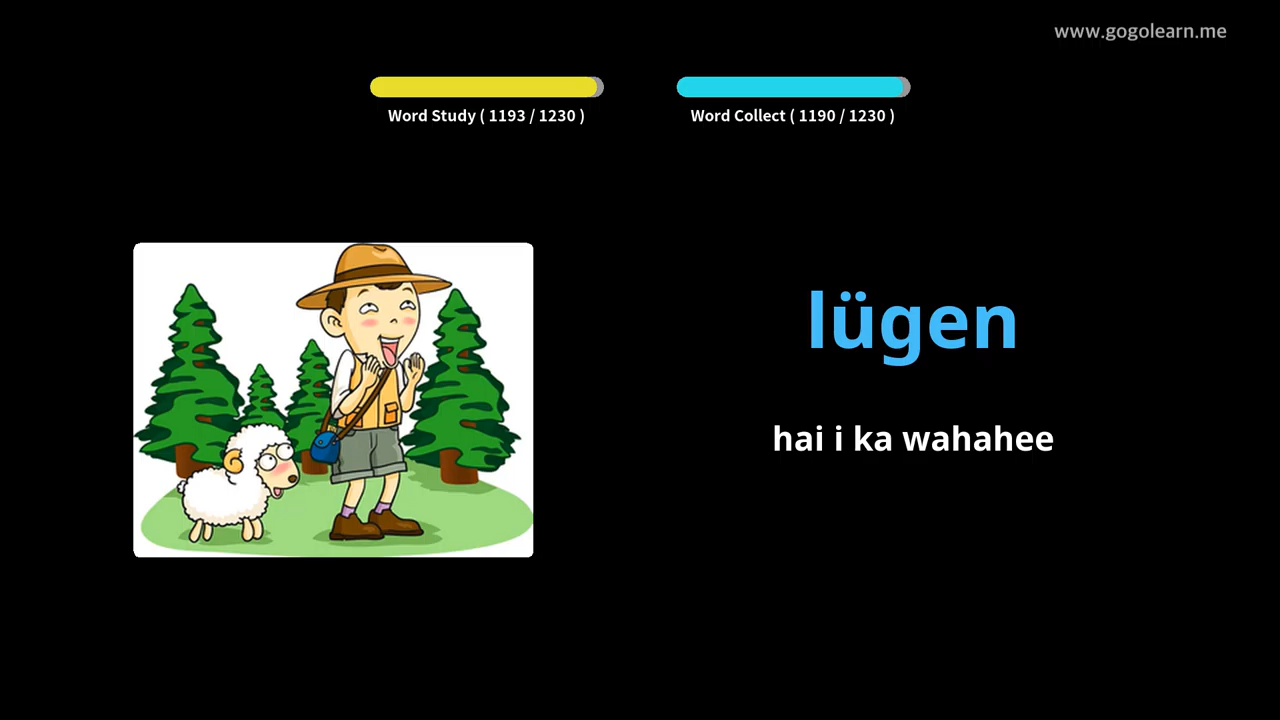 www.gogolearn.me
Word Study ( 1193 / 1230 )
Word Collect ( 1190 / 1230 )
lügen
hai i ka wahahee